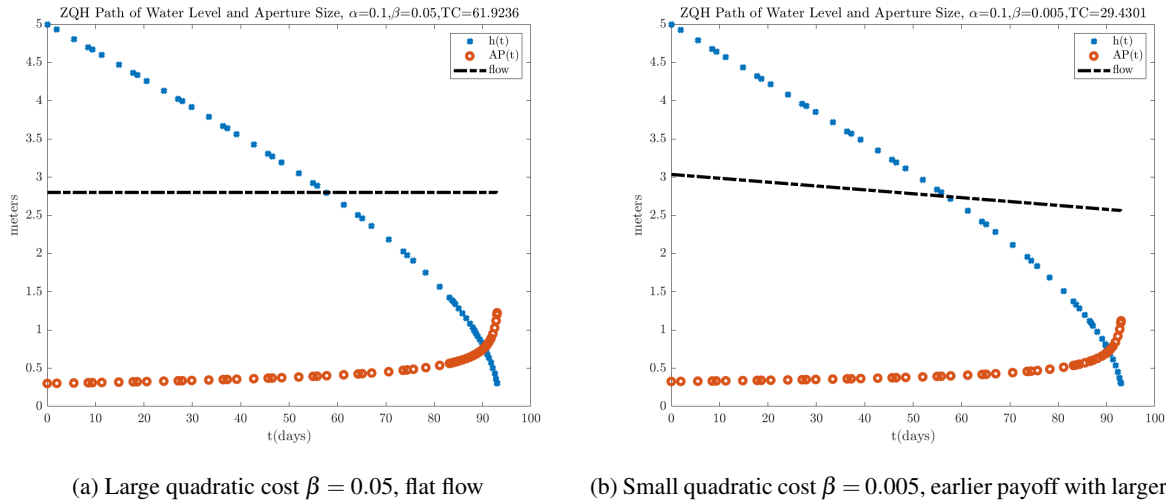 ZQH Path of Water Level and Aperture Size, α=0.1,β=0.05,TC=61.9236
5
4.5
4
3.5
3
2.5
2
1.5
1
0.5
0
meters
h(t)
AP(t)
flow
0 10 20 30 40 50 60 70 80 90 100
t(days)
(a) Large quadratic cost β = 0.05, flat flow
ZQH Path of Water Level and Aperture Size, α=0.1,β=0.005,TC=29.4301
5
4.5
4
3.5
3
2.5
2
1.5
1
0.5
0
meters
h(t)
AP(t)
flow
0 10 20 30 40 50 60 70 80 90 100
t(days)
(b) Small quadratic cost β = 0.005, earlier payoff with larger